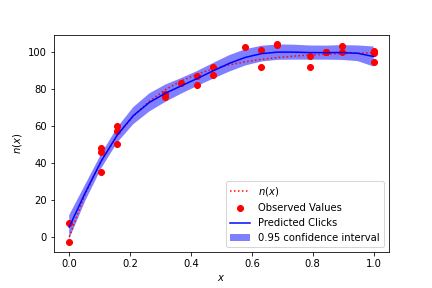 100
80
60
40
20
0
n(x)
n(x)
Observed Values
Predicted Clicks
0.95 confidence interval
0.0 0.2 0.4 0.6 0.8 1.0
x